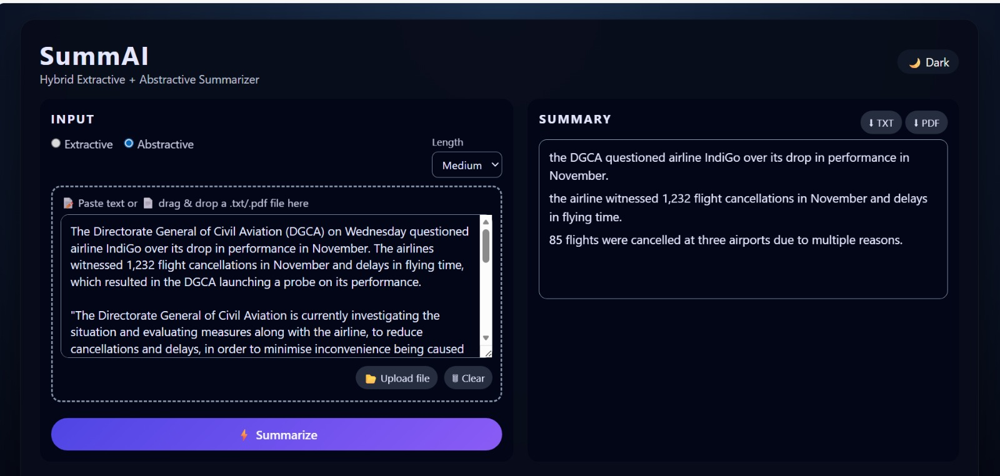 SummAI
Hybrid Extractive + Abstractive Summarizer
Dark
INPUT
Extractive
Abstractive
Length
Medium
Paste text or drag & drop a .txt/.pdf file here
The Directorate General of Civil Aviation (DGCA) on Wednesday questioned
airline IndiGo over its drop in performance in November. The airlines
witnessed 1,232 flight cancellations in November and delays in flying time,
which resulted in the DGCA launching a probe on its performance.
"The Directorate General of Civil Aviation is currently investigating the
situation and evaluating measures along with the airline, to reduce
cancellations and delays, in order to minimise inconvenience being caused
Upload file
Clear
Summarize
SUMMARY
TXT
PDF
the DGCA questioned airline IndiGo over its drop in performance in
November.
the airline witnessed 1,232 flight cancellations in November and delays
in flying time.
85 flights were cancelled at three airports due to multiple reasons.